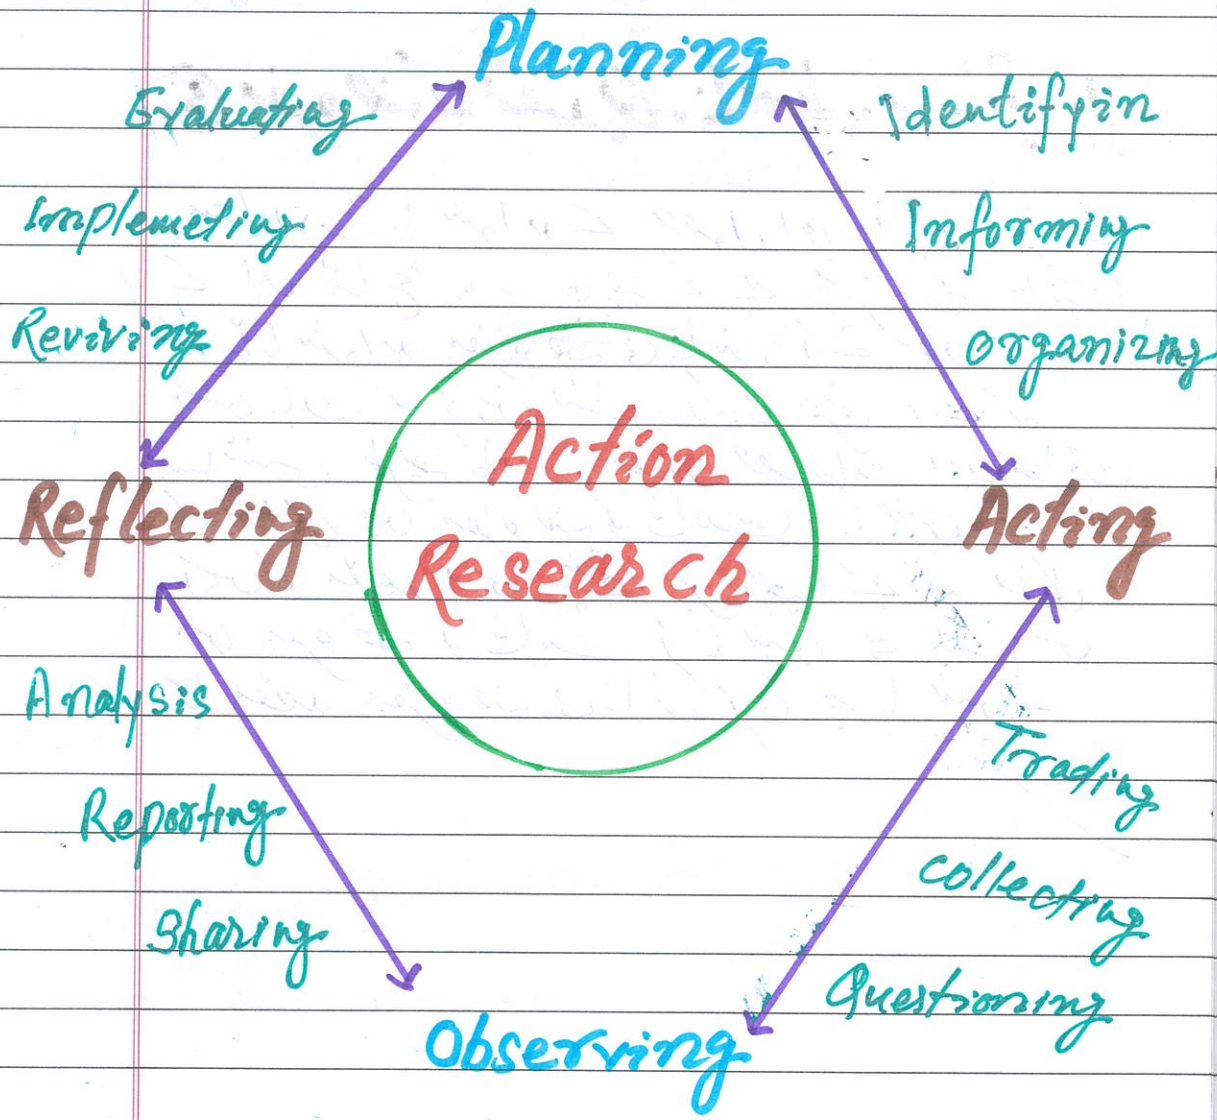 Planning
Evaluating
Identifyin
Implemeting
Informing
Reviving
organizing
Action
Research
Reflecting
Acting
Analysis
Trading
Reporting
collecting
Sharing
Questioning
Observing